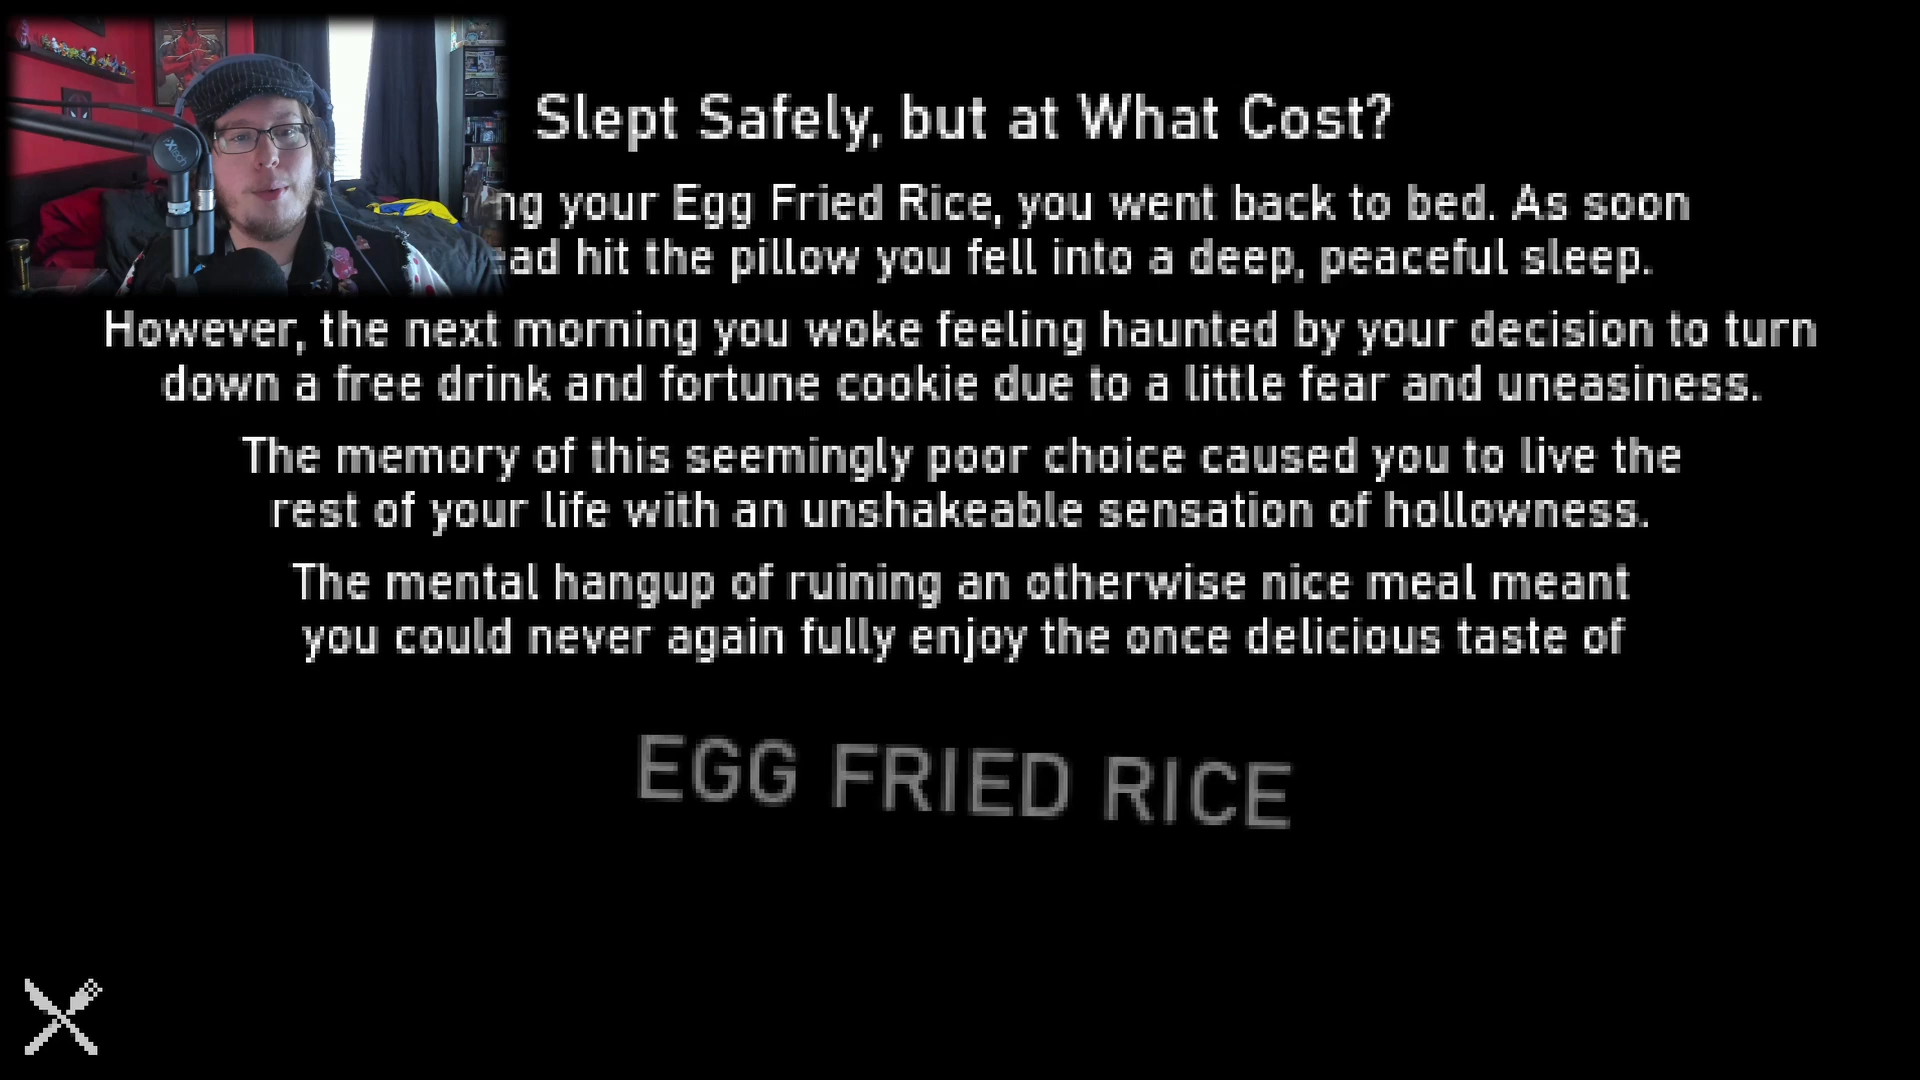 Slept Safely, but at What Cost?
your Egg Fried Rice, you went back to bed. As soon
hit the pillow you fell into a deep, peaceful sleep.
However, the next morning you woke feeling haunted by your decision to turn
down a free drink and fortune cookie due to a little fear and uneasiness.
The memory of this seemingly poor choice caused you to live the
rest of your life with an unshakeable sensation of hollowness.
The mental hangup of ruining an otherwise nice meal meant
you could never again fully enjoy the once delicious taste of
EGG FRIED RICE